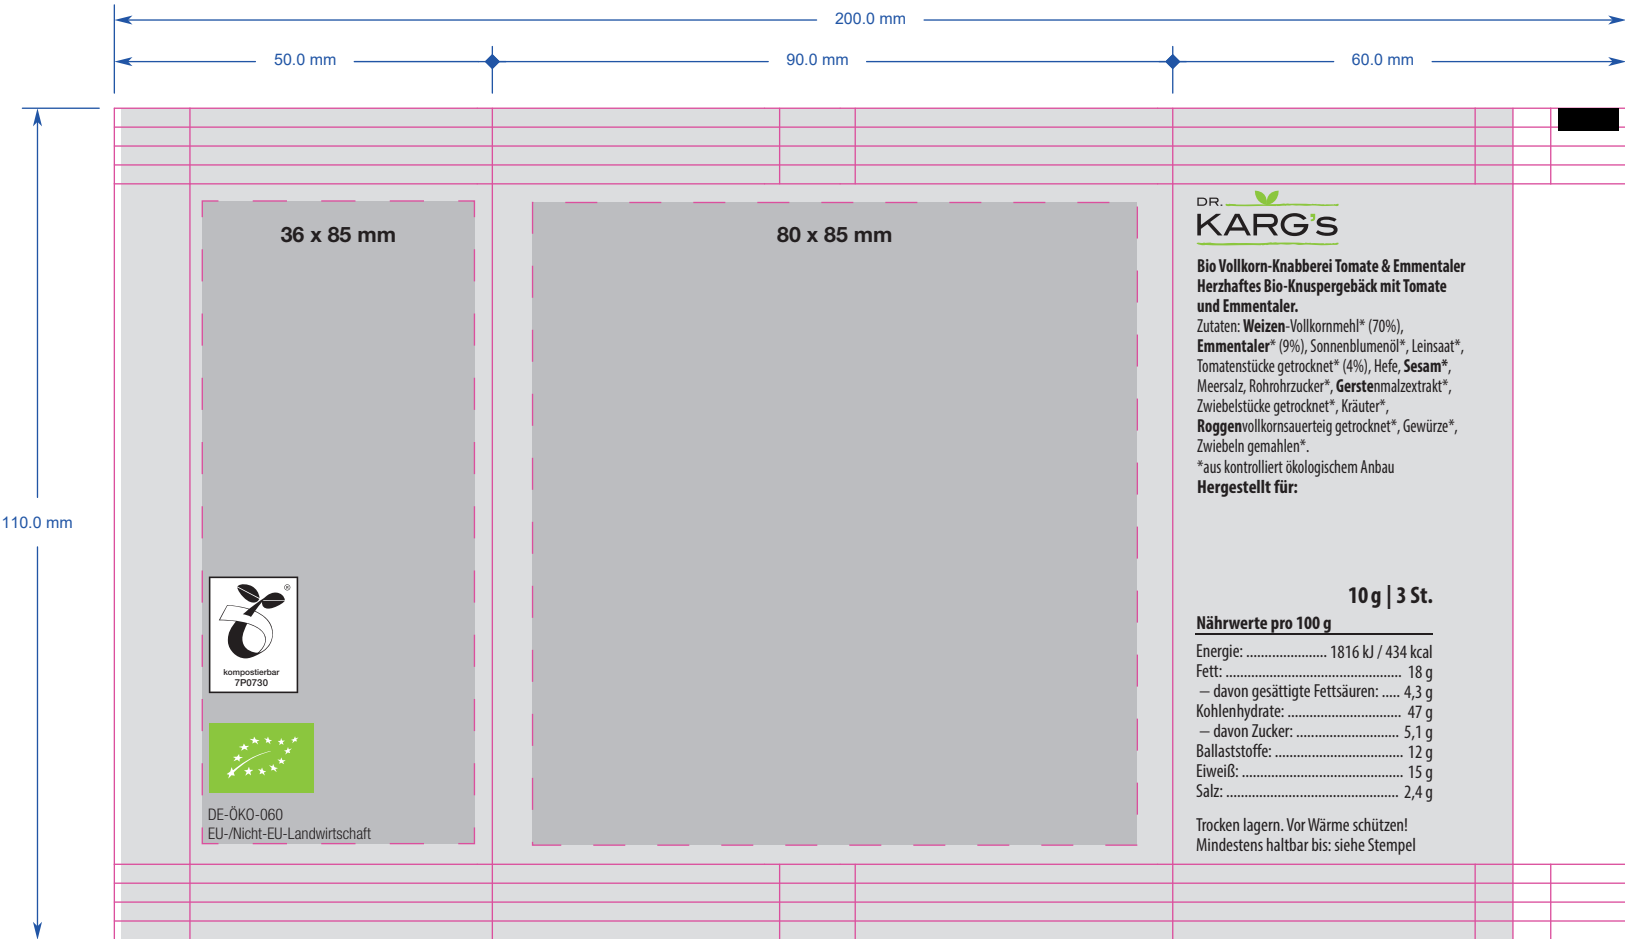 200.0 mm
50.0 mm
90.0 mm
60.0 mm
110.0 mm
36 x 85 mm
80 x 85 mm
DR.
KARG's
Bio Vollkorn-Knabberei Tomate & Emmentaler
Herzhaftes Bio-Knuspergebäck mit Tomate
und Emmentaler.
Zutaten: Weizen-Vollkornmehl* (70%),
Emmentaler* (9%), Sonnenblumenöl*, Leinsaat*,
Tomatenstücke getrocknet* (4%), Hefe, Sesam*,
Meersalz, Rohrohrzucker*, Gerstenmalzextrakt*,
Zwiebelstücke getrocknet*, Kräuter*,
Roggenvollkornsauerteig getrocknet*, Gewürze*,
Zwiebeln gemahlen*.
*aus kontrolliert ökologischem Anbau
Hergestellt für:
10 g | 3 St.
Nährwerte pro 100 g
Energie: ...................... 1816 kJ / 434 kcal
Fett: ................................................ 18 g
– davon gesättigte Fettsäuren: ..... 4,3 g
Kohlenhydrate: ............................... 47 g
– davon Zucker: ............................ 5,1 g
Ballaststoffe: ................................... 12 g
Eiweiß: ............................................ 15 g
Salz: ............................................... 2,4 g
Trocken lagern. Vor Wärme schützen!
Mindestens haltbar bis: siehe Stempel
®
kompostierbar
7P0730
DE-ÖKO-060
EU-/Nicht-EU-Landwirtschaft